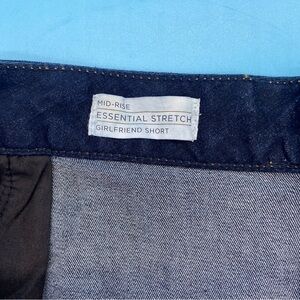 MID-RISE
ESSENTIAL STRETCH
GIRLFRIEND SHORT